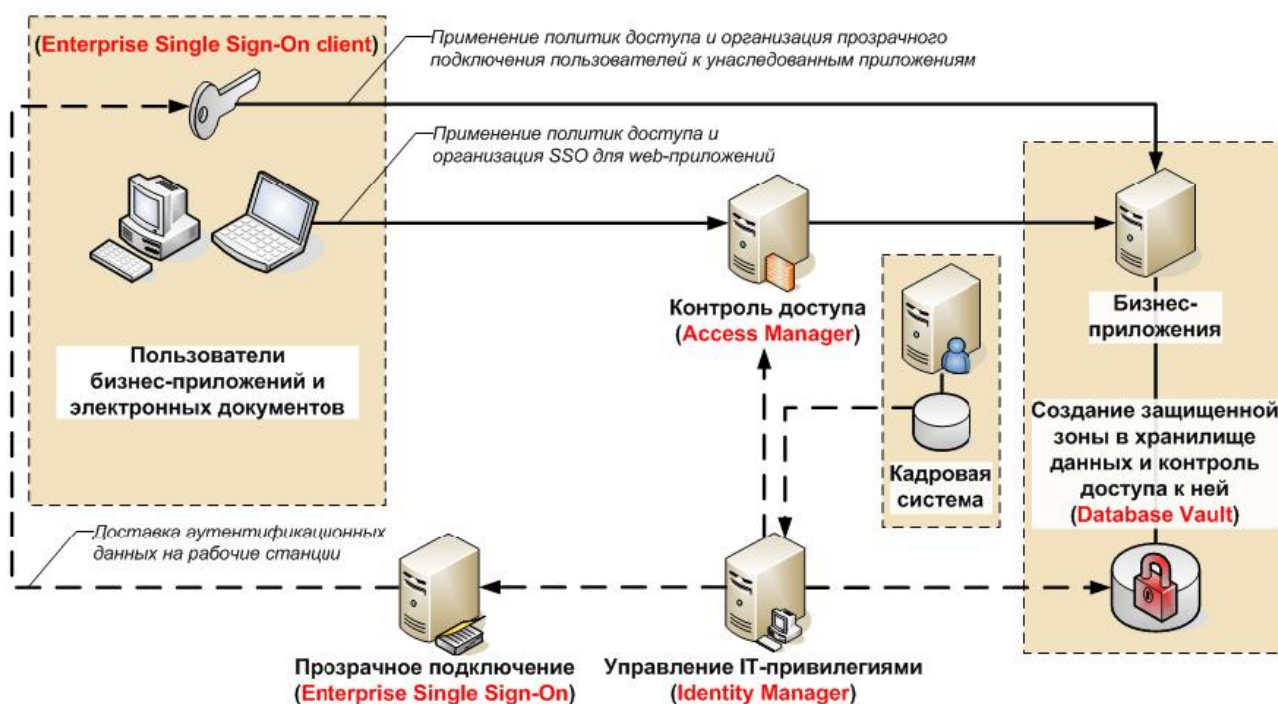 (Enterprise Single Sign-On client)
Применение политик доступа и организация прозрачного
подключения пользователей к унаследованным приложениям
Применение политик доступа и
организация SSO для web-приложений
Контроль доступа
(Access Manager)
Бизнес-
приложения
Пользователи
бизнес-приложений и
электронных документов
Кадровая
система
Создание защищенной
зоны в хранилище
данных и контроль
доступа к ней
(Database Vault)
Доставка аутентификационных
данных на рабочие станции
Прозрачное подключение
(Enterprise Single Sign-On)
Управление IT-привилегиями
(Identity Manager)